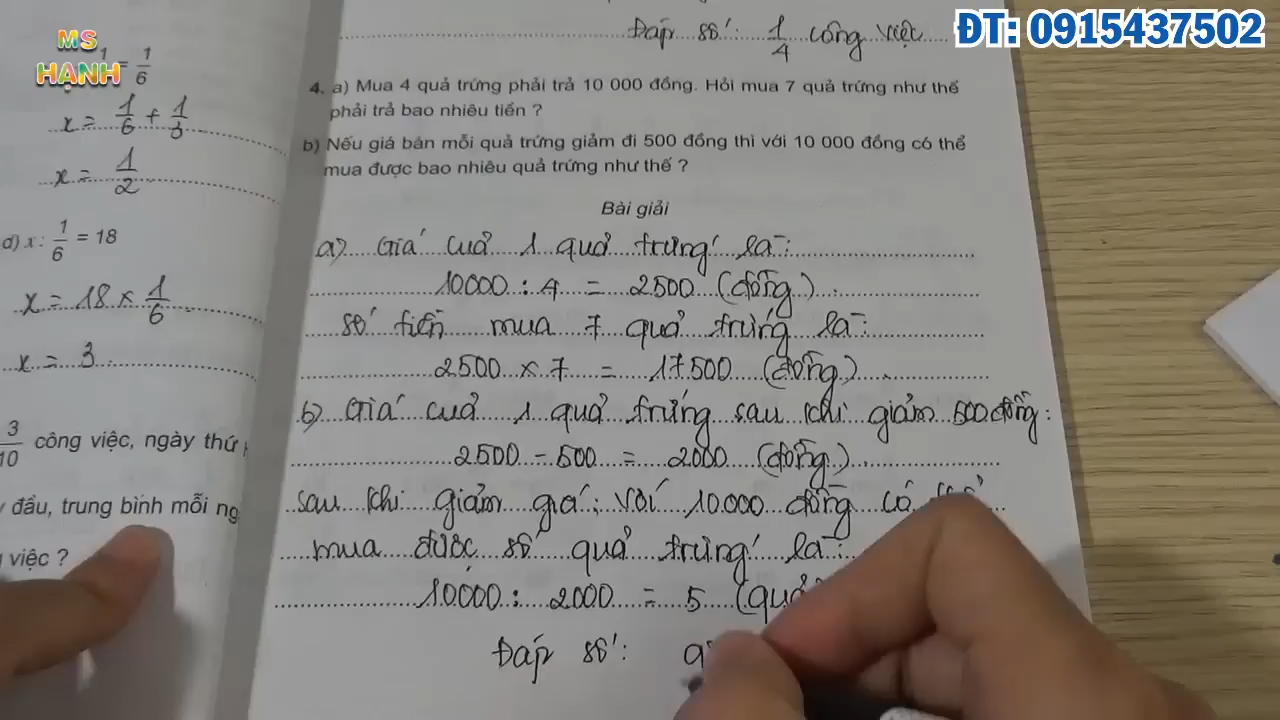 MS HẠNH
ĐT: 0915437502
1 = 1/6
x = 1/6 + 1/3
x = 1/2
d) x : 1/6 = 18
x = 18 × 1/6
x = 3
3/10 công việc, ngày thứ
đầu, trung bình mỗi ng
việc ?
Đáp số: 1/4 công việc
4. a) Mua 4 quả trứng phải trả 10 000 đồng. Hỏi mua 7 quả trứng như thế
phải trả bao nhiêu tiền ?
b) Nếu giá bán mỗi quả trứng giảm đi 500 đồng thì với 10 000 đồng có thể
mua được bao nhiêu quả trứng như thế ?
Bài giải
a) Giá của 1 quả trứng là:
10000 : 4 = 2500 (đồng)
Số tiền mua 7 quả trứng là:
2500 × 7 = 17500 (đồng)
b) Giá của 1 quả trứng sau khi giảm 500 đồng:
2500 - 500 = 2000 (đồng)
Sau khi giảm giá, với 10000 đồng có
mua được số quả trứng là:
10000 : 2000 = 5 (quả
Đáp số: a)